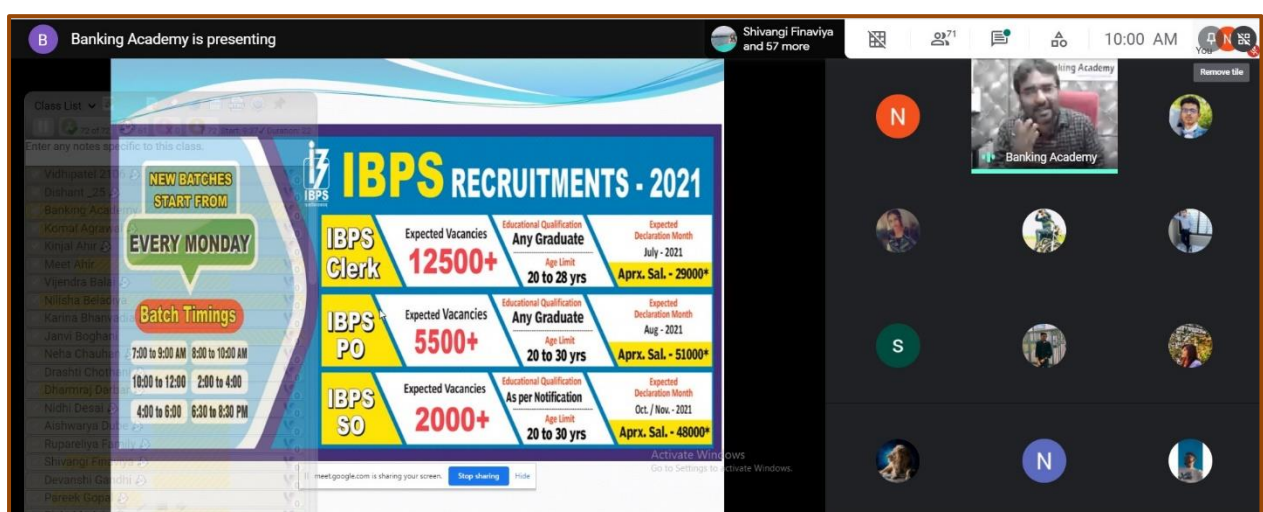 B Banking Academy is presenting
Shivangi Finaviya
and 57 more
71
10:00 AM
You
N
Remove tile
Class List
72 of 72
Enter any notes specific to this class.
Vidhipatel 2106
Dishant _25
Banking Academy
Komal Agrawal
Kinjal Ahir
Meet Ahir
Vijendra Balai
Nilisha Beladiya
Karina Bhanvadia
Janvi Boghani
Neha Chauhan
Drashti Chothani
Dharmraj Darbar
Nidhi Desai
Aishwarya Dube
Rupareliya Family
Shivangi Finaviya
Devanshi Gandhi
Pareek Gopal
NEW BATCHES
START FROM
EVERY MONDAY
Batch Timings
7:00 to 9:00 AM 8:00 to 10:00 AM
10:00 to 12:00 2:00 to 4:00
4:00 to 6:00 6:30 to 8:30 PM
IBPS
IBPS RECRUITMENTS - 2021
IBPS
Clerk
Expected Vacancies
12500+
Educational Qualification
Any Graduate
Age Limit
20 to 28 yrs
Expected
Declaration Month
July - 2021
Aprx. Sal. - 29000*
IBPS
PO
Expected Vacancies
5500+
Educational Qualification
Any Graduate
Age Limit
20 to 30 yrs
Expected
Declaration Month
Aug - 2021
Aprx. Sal. - 51000*
IBPS
SO
Expected Vacancies
2000+
Educational Qualification
As per Notification
Age Limit
20 to 30 yrs
Expected
Declaration Month
Oct. / Nov. - 2021
Aprx. Sal. - 48000*
meet.google.com is sharing your screen. Stop sharing Hide
Activate Windows
Go to Settings to activate Windows.
N
Banking Academy
S
N